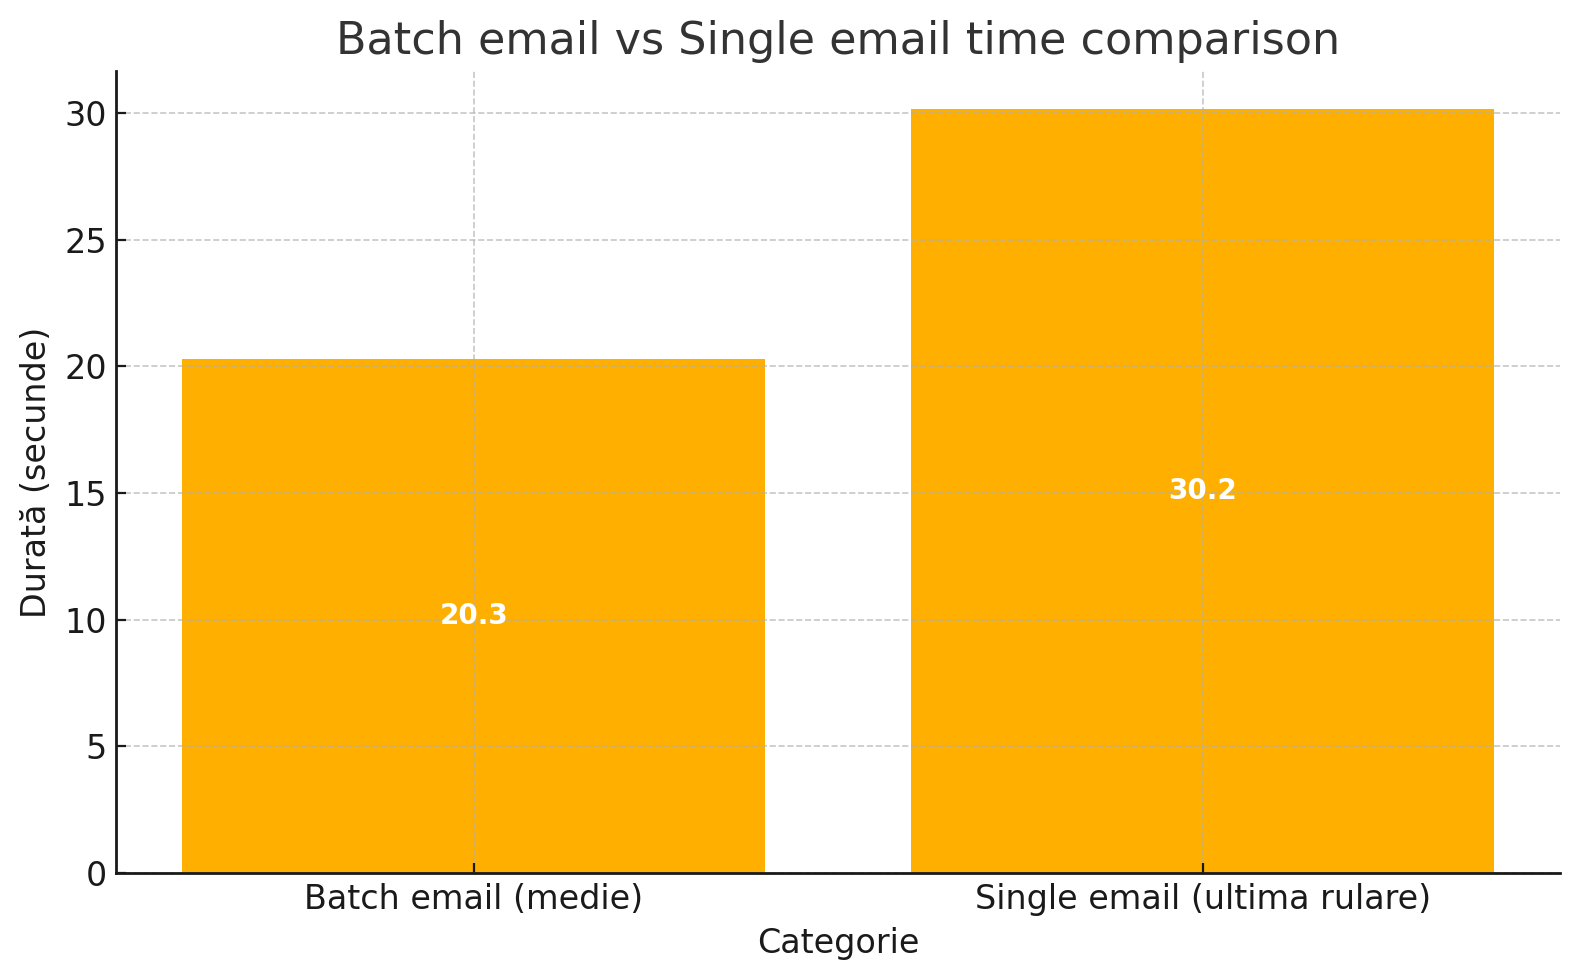 Batch email vs Single email time comparison
Durată (secunde)
30
25
20
15
10
5
0
20.3
30.2
Batch email (medie)
Single email (ultima rulare)
Categorie